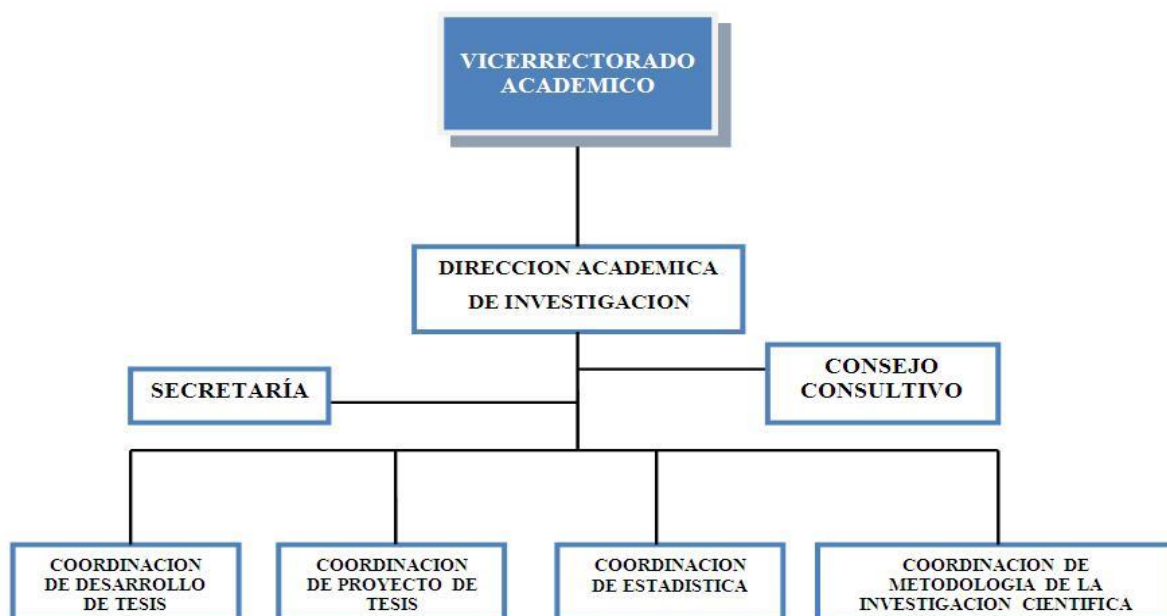 VICERRECTORADO
ACADEMICO
DIRECCION ACADEMICA
DE INVESTIGACION
SECRETARÍA
CONSEJO
CONSULTIVO
COORDINACION
DE DESARROLLO
DE TESIS
COORDINACION
DE PROYECTO DE
TESIS
COORDINACION
DE ESTADISTICA
COORDINACION DE
METODOLOGIA DE LA
INVESTIGACION CIENTIFICA